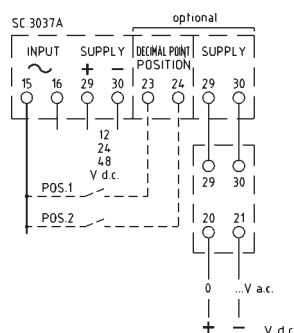 SC.3037A
optional
INPUT SUPPLY DECIMAL POINT POSITION SUPPLY
+ −
15 16 29 30 23 24 29 30
12
24
48
V d.c.
POS.1
POS.2
29 30
20 21
0 ...V a.c.
+ − V d.c.